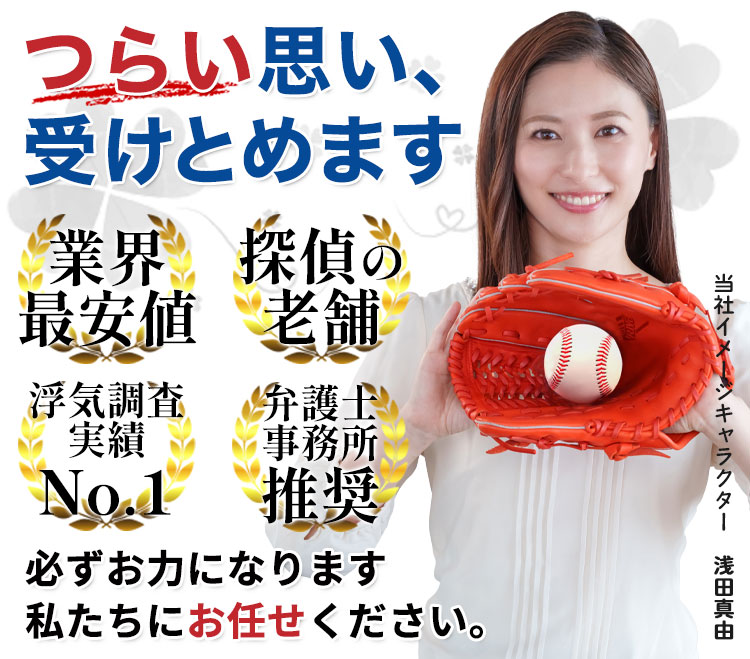 つらい思い、
受けとめます
業界
最安値
探偵の
老舗
浮気調査
実績
No.1
弁護士
事務所
推奨
当社イメージキャラクター 浅田真由
必ずお力になります
私たちにお任せください。